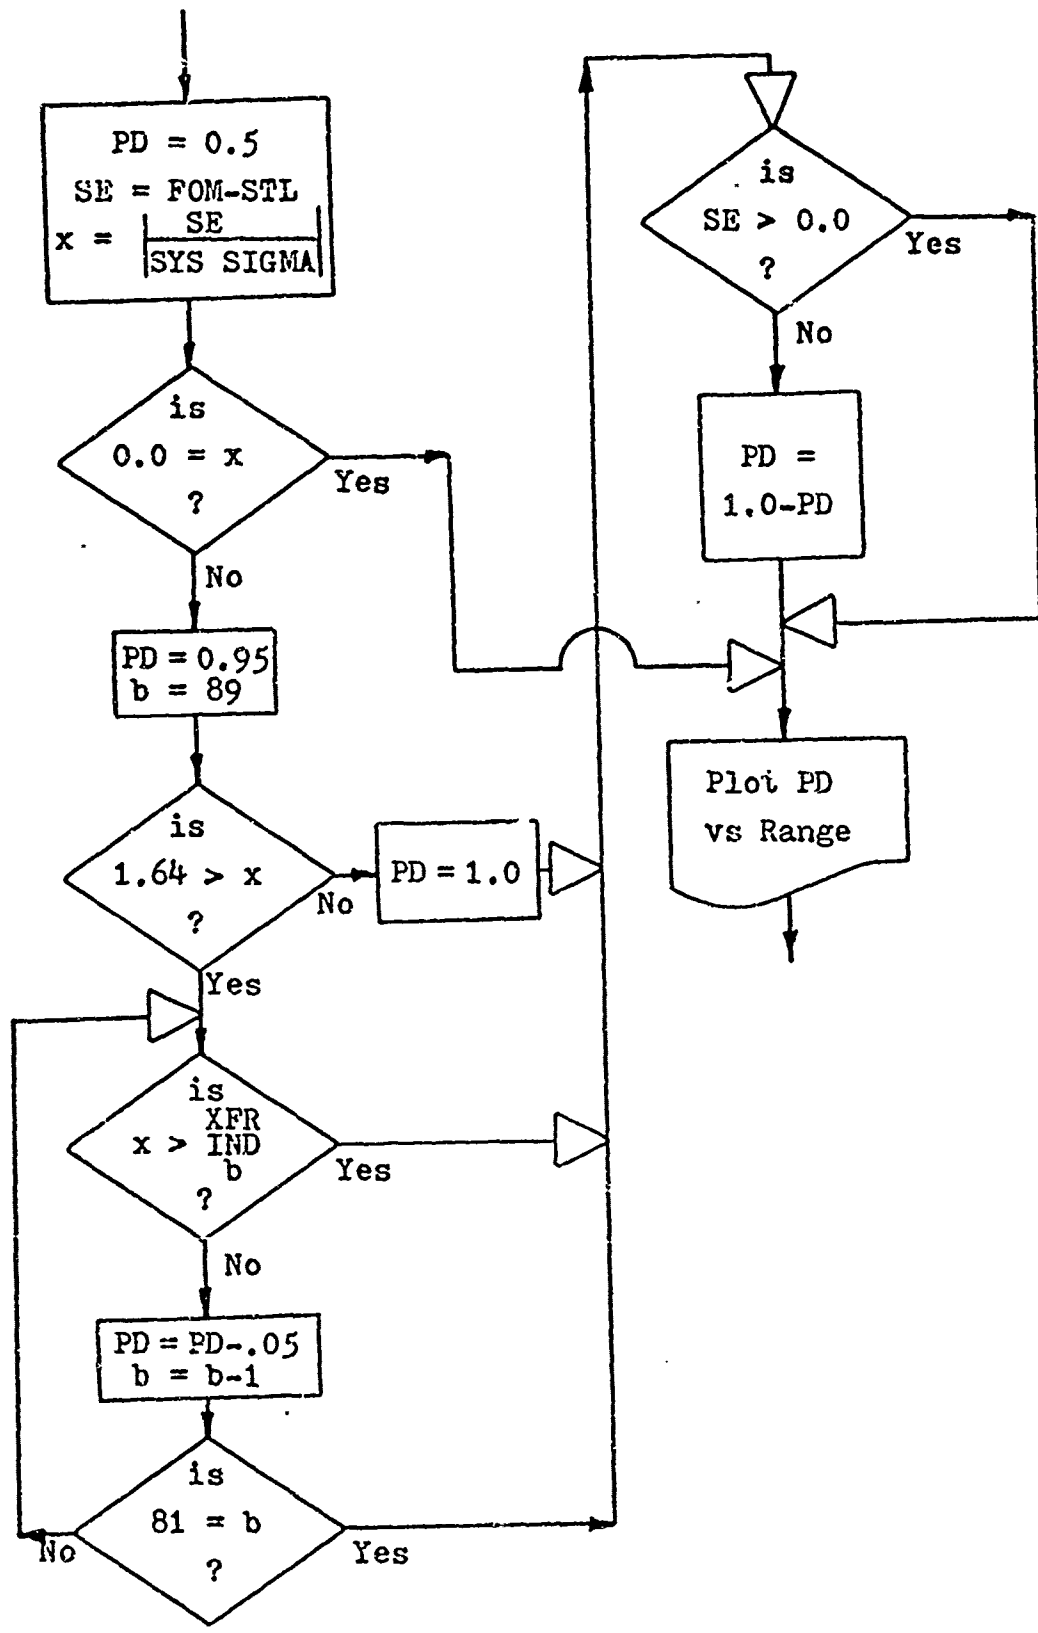 PD = 0.5
SE = FOM-STL
x = | SE / SYS SIGMA |
is
0.0 = x
?
Yes
No
PD = 0.95
b = 89
is
1.64 > x
?
No
PD = 1.0
Yes
is
x > XFR IND b
?
Yes
No
PD = PD-.05
b = b-1
is
81 = b
?
No
Yes
is
SE > 0.0
?
Yes
No
PD =
1.0-PD
Plot PD
vs Range